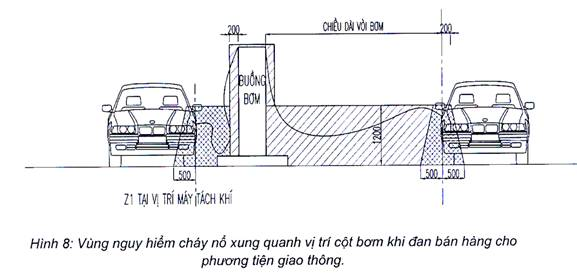 200
CHIỀU DÀI VÒI BƠM
200
BUỒNG
BƠM
1200
500
500
500
Z1 TẠI VỊ TRÍ MÁY TÁCH KHÍ
Hình 8: Vùng nguy hiểm cháy nổ xung quanh vị trí cột bơm khi đan bán hàng cho
phương tiện giao thông.